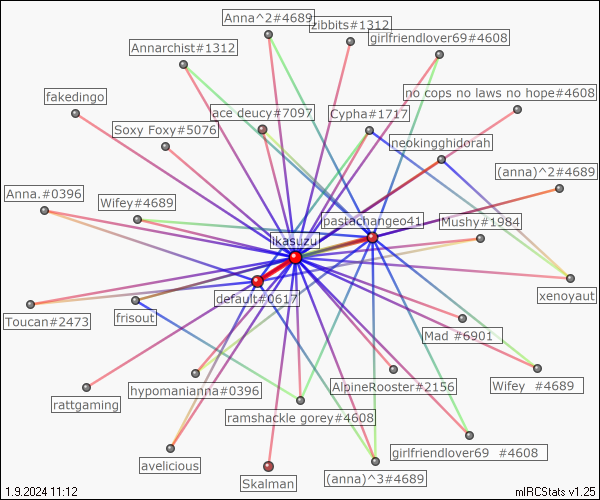 Anna^2#4689
zibbits#1312
girlfriendlover69#4608
Annarchist#1312
fakedingo
no cops no laws no hope#4608
ace deucy#7097
Cypha#1717
Soxy Foxy#5076
neokingghidorah
(anna)^2#4689
Anna.#0396
Wifey#4689
pastachangeo41
Mushy#1984
Ikasuzu
default#0617
xenoyaut
Toucan#2473
frisout
Mad #6901
hypomanianna#0396
AlpineRooster#2156
Wifey #4689
rattgaming
ramshackle gorey#4608
girlfriendlover69 #4608
avelicious
Skalman
(anna)^3#4689
1.9.2024 11:12
mIRCStats v1.25